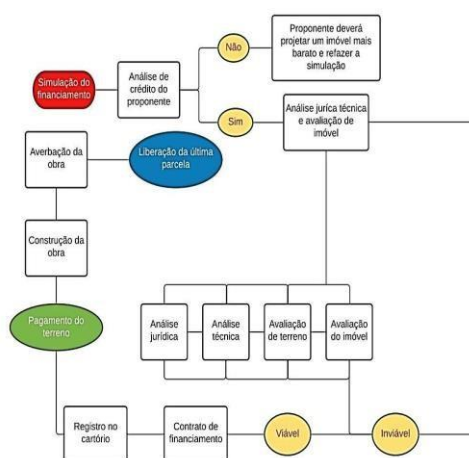 Não
Proponente deverá
projetar um imóvel mais
barato e refazer a
simulação
Simulação do
financiamento
Análise de
crédito do
proponente
Sim
Análise juríca técnica
e avaliação de
imóvel
Averbação da
obra
Liberação da última
parcela
Construção da
obra
Pagamento do
terreno
Análise
jurídica
Análise
técnica
Avaliação
de terreno
Avaliação
do imóvel
Registro no
cartório
Contrato de
financiamento
Viável
Inviável